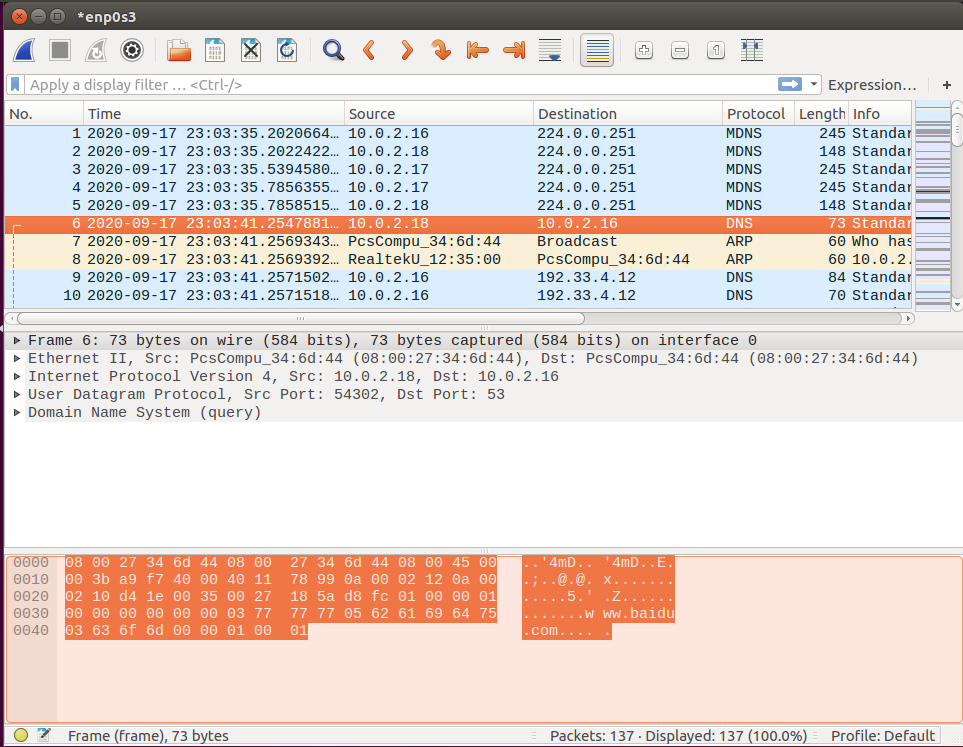 *enp0s3
Apply a display filter … <Ctrl-/> Expression… +
No. Time Source Destination Protocol Length Info
1 2020-09-17 23:03:35.2020664… 10.0.2.16 224.0.0.251 MDNS 245 Standar
2 2020-09-17 23:03:35.2022422… 10.0.2.18 224.0.0.251 MDNS 148 Standar
3 2020-09-17 23:03:35.5394580… 10.0.2.17 224.0.0.251 MDNS 245 Standar
4 2020-09-17 23:03:35.7856355… 10.0.2.17 224.0.0.251 MDNS 245 Standar
5 2020-09-17 23:03:35.7858515… 10.0.2.18 224.0.0.251 MDNS 148 Standar
6 2020-09-17 23:03:41.2547881… 10.0.2.18 10.0.2.16 DNS 73 Standar
7 2020-09-17 23:03:41.2569343… PcsCompu_34:6d:44 Broadcast ARP 60 Who has
8 2020-09-17 23:03:41.2569392… RealtekU_12:35:00 PcsCompu_34:6d:44 ARP 60 10.0.2.
9 2020-09-17 23:03:41.2571502… 10.0.2.16 192.33.4.12 DNS 84 Standar
10 2020-09-17 23:03:41.2571518… 10.0.2.16 192.33.4.12 DNS 70 Standar
Frame 6: 73 bytes on wire (584 bits), 73 bytes captured (584 bits) on interface 0
Ethernet II, Src: PcsCompu_34:6d:44 (08:00:27:34:6d:44), Dst: PcsCompu_34:6d:44 (08:00:27:34:6d:44)
Internet Protocol Version 4, Src: 10.0.2.18, Dst: 10.0.2.16
User Datagram Protocol, Src Port: 54302, Dst Port: 53
Domain Name System (query)
0000 08 00 27 34 6d 44 08 00 27 34 6d 44 08 00 45 00 ..'4mD.. '4mD..E.
0010 00 3b a9 f7 40 00 40 11 78 99 0a 00 02 12 0a 00 .;..@.@. x.......
0020 02 10 d4 1e 00 35 00 27 18 5a d8 fc 01 00 00 01 .....5.' .Z......
0030 00 00 00 00 00 00 03 77 77 77 05 62 61 69 64 75 .......w ww.baidu
0040 03 63 6f 6d 00 00 01 00 01 .com.... .
Frame (frame), 73 bytes Packets: 137 · Displayed: 137 (100.0%) Profile: Default